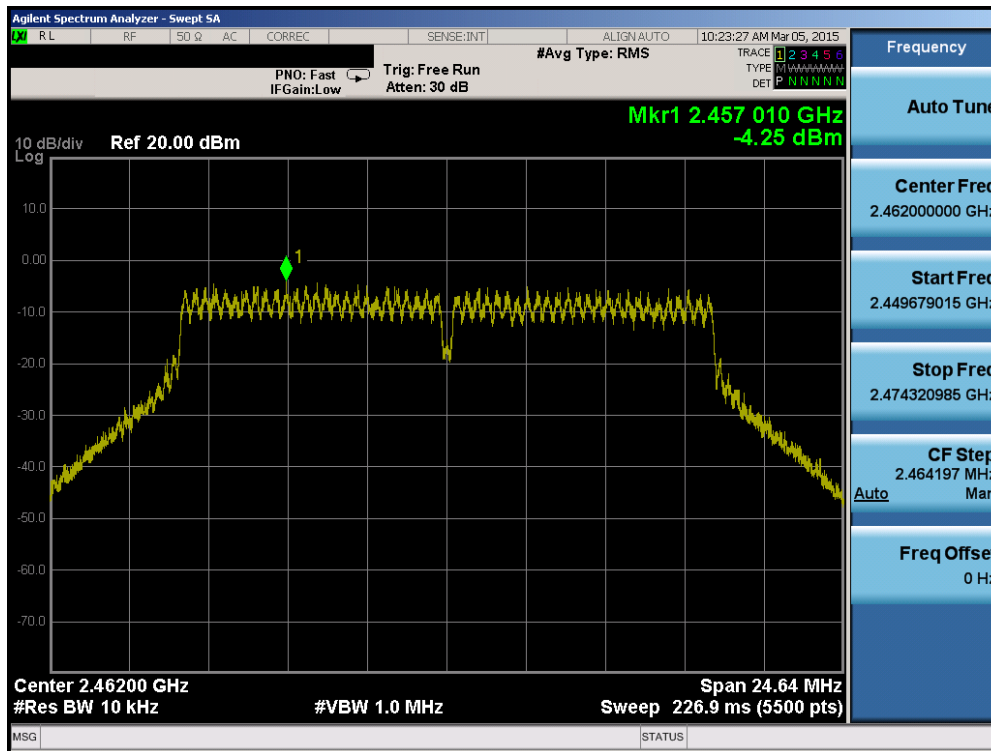 Agilent Spectrum Analyzer - Swept SA
LXI RL RF 50 Ω AC CORREC SENSE:INT ALIGN AUTO 10:23:27 AM Mar 05, 2015
PNO: Fast
IFGain:Low
Trig: Free Run
Atten: 30 dB
#Avg Type: RMS
TRACE 1 2 3 4 5 6
TYPE M W W W W W
DET P N N N N N
Mkr1 2.457 010 GHz
-4.25 dBm
10 dB/div Ref 20.00 dBm
Log
10.0
0.00
-10.0
-20.0
-30.0
-40.0
-50.0
-60.0
-70.0
1
Center 2.46200 GHz Span 24.64 MHz
#Res BW 10 kHz #VBW 1.0 MHz Sweep 226.9 ms (5500 pts)
MSG STATUS
Frequency
Auto Tune
Center Freq
2.462000000 GHz
Start Freq
2.449679015 GHz
Stop Freq
2.474320985 GHz
CF Step
2.464197 MHz
Auto Man
Freq Offset
0 Hz